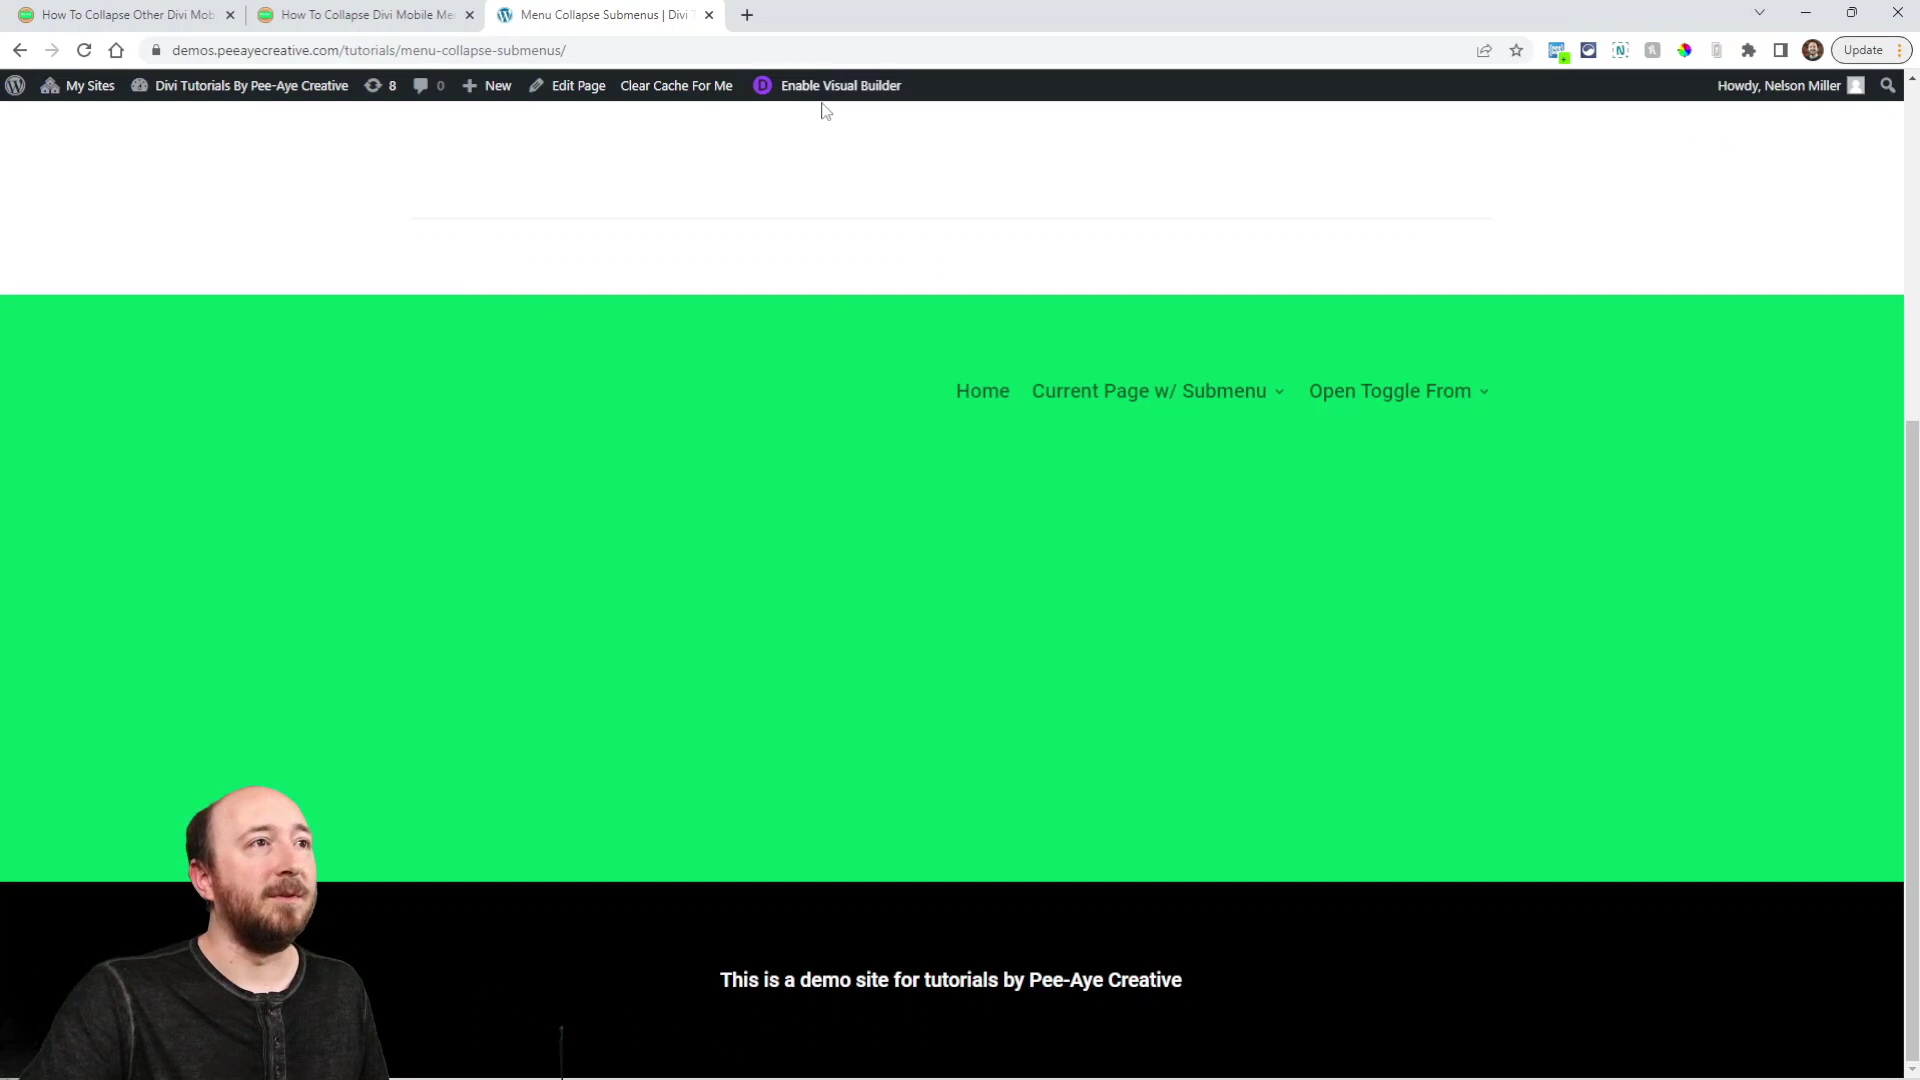 How To Collapse Other Divi Mob
How To Collapse Divi Mobile Me
Menu Collapse Submenus | Divi T
demos.peeayecreative.com/tutorials/menu-collapse-submenus/
Update
My Sites
Divi Tutorials By Pee-Aye Creative
8
0
New
Edit Page
Clear Cache For Me
Enable Visual Builder
Howdy, Nelson Miller
Home
Current Page w/ Submenu
Open Toggle From
This is a demo site for tutorials by Pee-Aye Creative